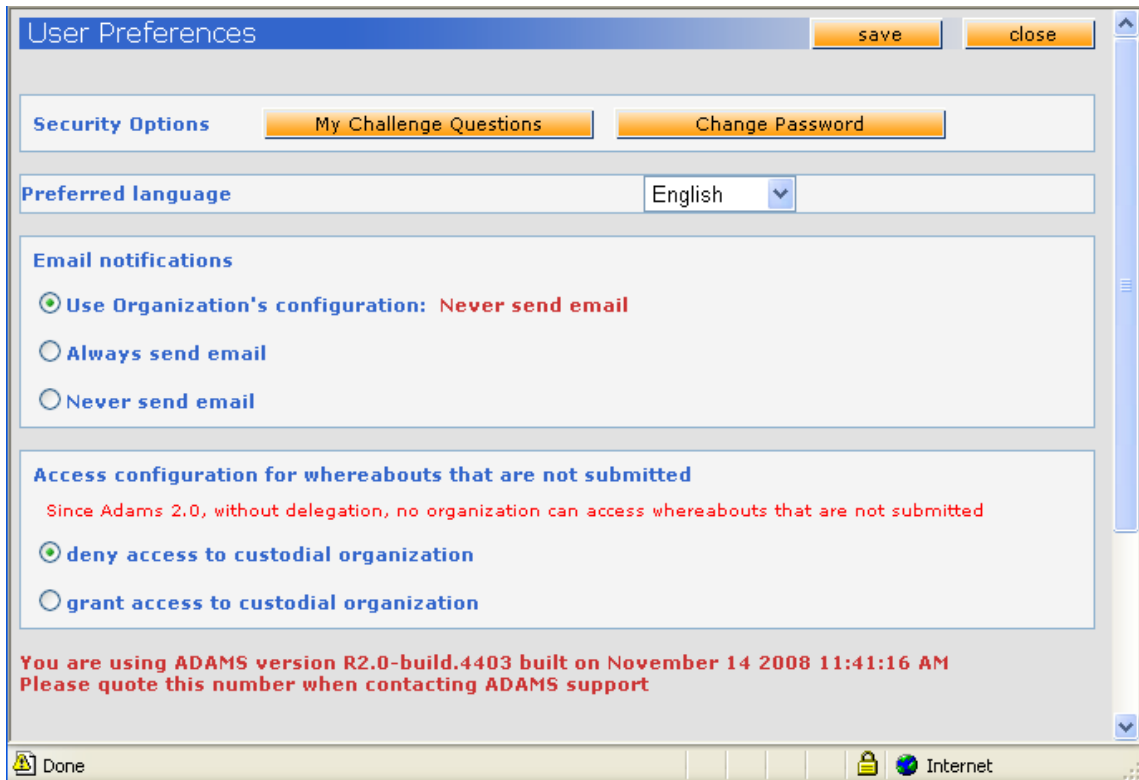 User Preferences
save
close
Security Options
My Challenge Questions
Change Password
Preferred language
English
Email notifications
Use Organization's configuration: Never send email
Always send email
Never send email
Access configuration for whereabouts that are not submitted
Since Adams 2.0, without delegation, no organization can access whereabouts that are not submitted
deny access to custodial organization
grant access to custodial organization
You are using ADAMS version R2.0-build.4403 built on November 14 2008 11:41:16 AM
Please quote this number when contacting ADAMS support
Done
Internet